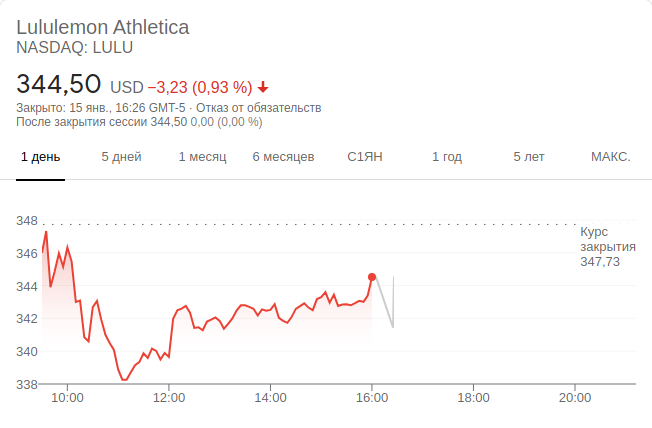 Lululemon Athletica
NASDAQ: LULU
344,50 USD −3,23 (0,93 %)
Закрыто: 15 янв., 16:26 GMT-5 · Отказ от обязательств
После закрытия сессии 344,50 0,00 (0,00 %)
1 день 5 дней 1 месяц 6 месяцев С1ЯН 1 год 5 лет МАКС.
348
Курс
закрытия
347,73
346
344
342
340
338
10:00 12:00 14:00 16:00 18:00 20:00